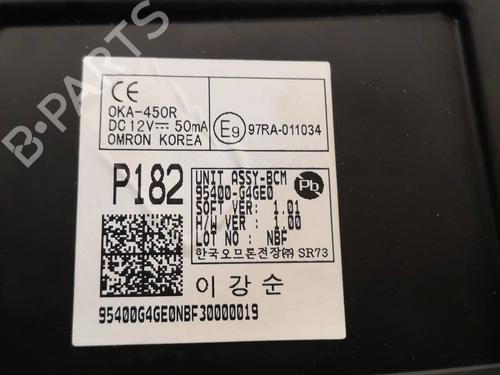 B-PARTS
CE
OKA-450R
DC 12V⎓ 50mA
OMRON KOREA
E9 97RA-011034
P182
UNIT ASSY-BCM
95400-G4GE0
SOFT VER: 1.01
H/W VER : 1.00
LOT NO : NBF
한국오므론전장㈜ SR73
Pb
이강순
95400G4GE0NBF30000019